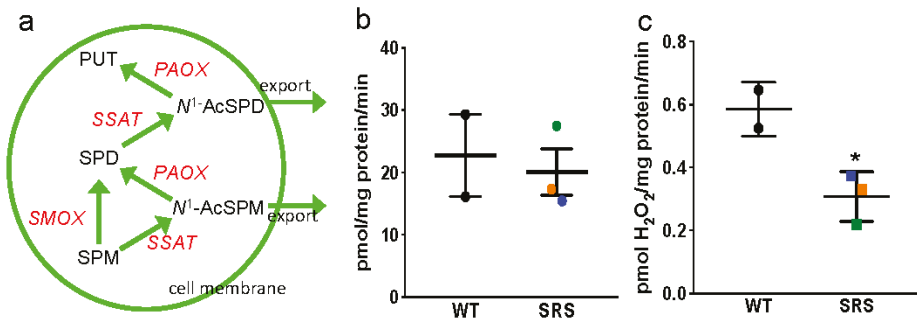 a
PUT
PAOX
export
N¹-AcSPD
SSAT
SPD
PAOX
N¹-AcSPM
export
SMOX
SSAT
SPM
cell membrane
b
pmol/mg protein/min
40
30
20
10
0
WT SRS
c
pmol H₂O₂/mg protein/min
0.8
0.6
0.4
0.2
0.0
*
WT SRS